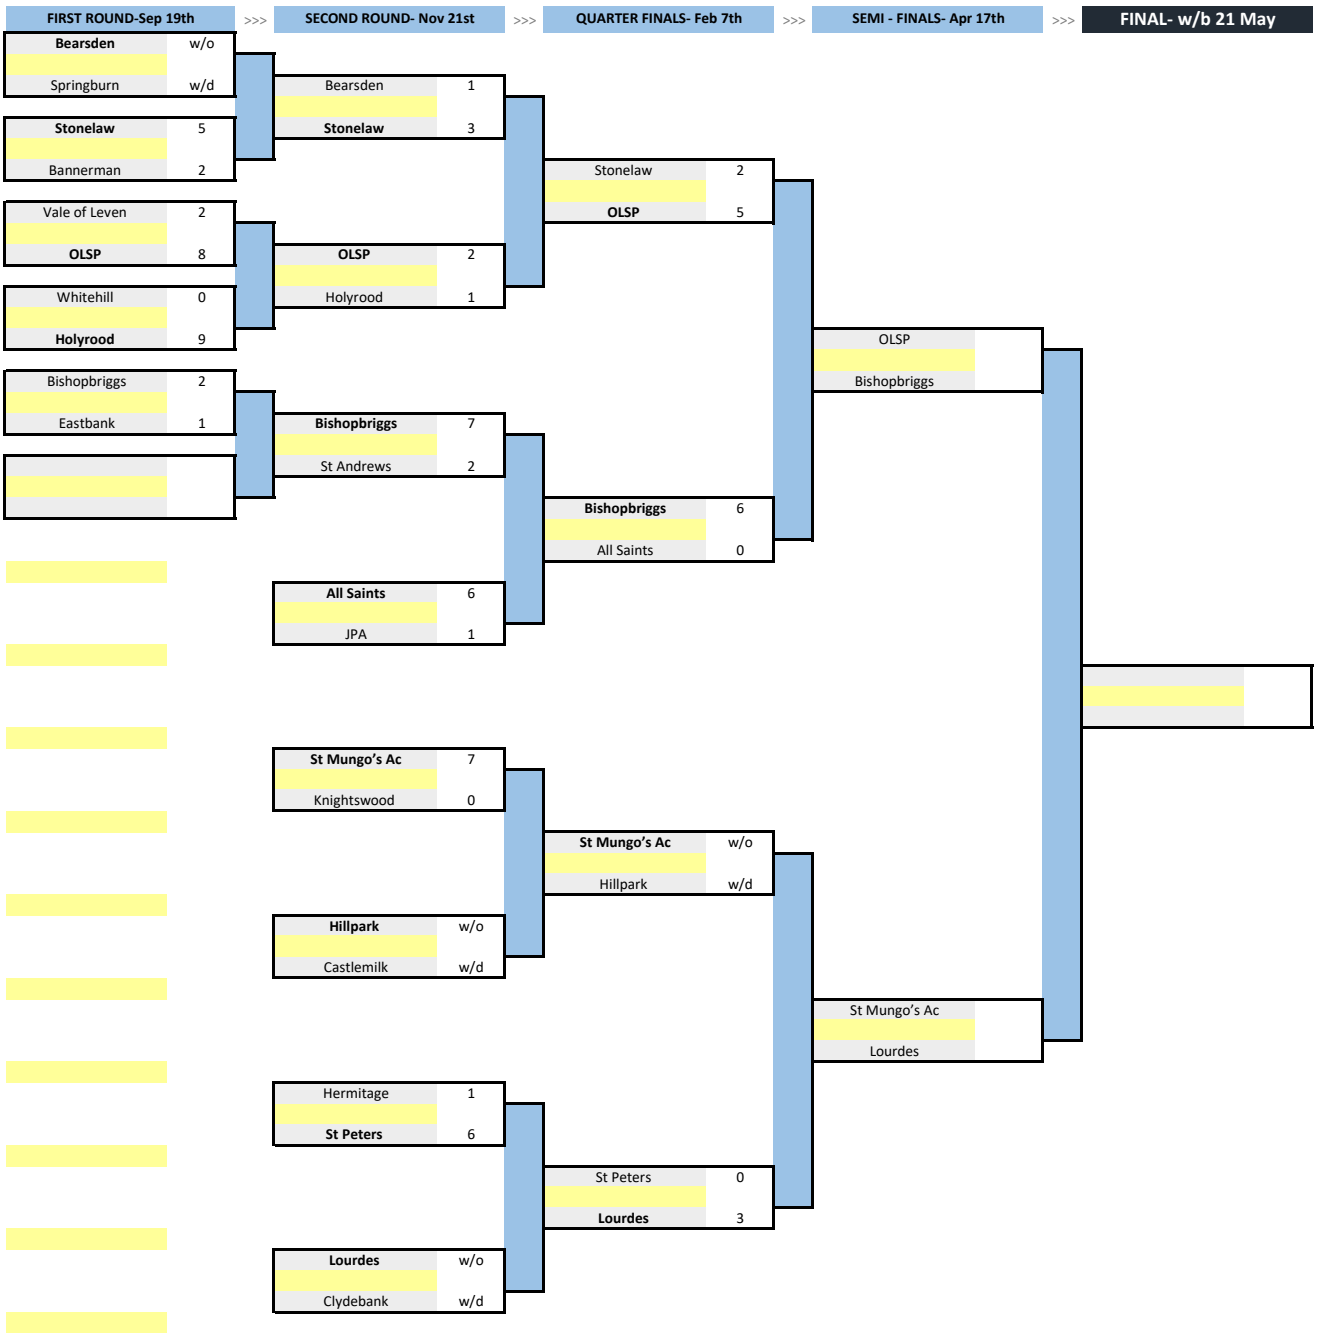 FIRST ROUND-Sep 19th >>> SECOND ROUND- Nov 21st >>> QUARTER FINALS- Feb 7th >>> SEMI - FINALS- Apr 17th >>> FINAL- w/b 21 May
Bearsden w/o
Springburn w/d
Stonelaw 5
Bannerman 2
Vale of Leven 2
OLSP 8
Whitehill 0
Holyrood 9
Bishopbriggs 2
Eastbank 1
Bearsden 1
Stonelaw 3
OLSP 2
Holyrood 1
Bishopbriggs 7
St Andrews 2
All Saints 6
JPA 1
St Mungo’s Ac 7
Knightswood 0
Hillpark w/o
Castlemilk w/d
Hermitage 1
St Peters 6
Lourdes w/o
Clydebank w/d
Stonelaw 2
OLSP 5
Bishopbriggs 6
All Saints 0
St Mungo’s Ac w/o
Hillpark w/d
St Peters 0
Lourdes 3
OLSP
Bishopbriggs
St Mungo’s Ac
Lourdes